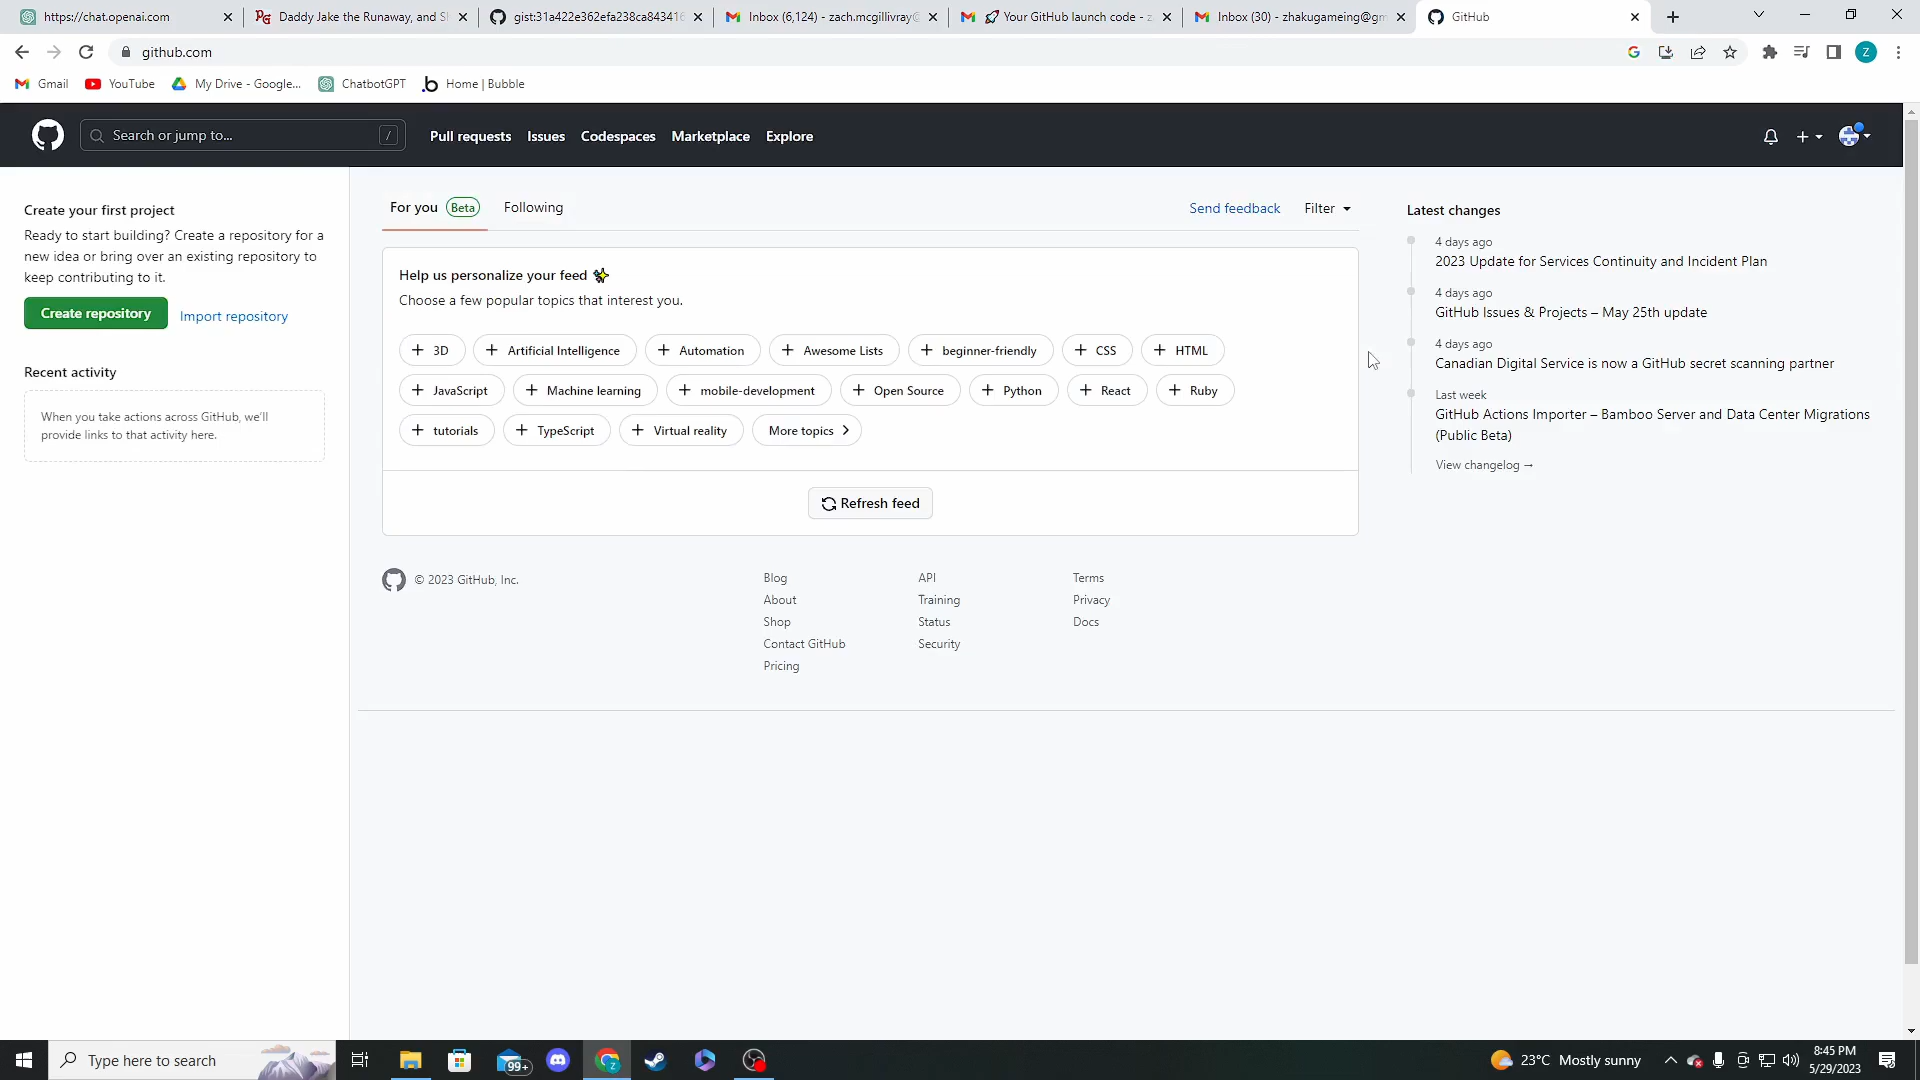 https://chat.openai.com
Daddy Jake the Runaway, and S
gist:31a422e362efa238ca843416
Inbox (6,124) - zach.mcgillivray@
Your GitHub launch code - z
Inbox (30) - zhakugameing@gm
GitHub
github.com
Z
Gmail
YouTube
My Drive - Google...
ChatbotGPT
Home | Bubble
Search or jump to...
/
Pull requests
Issues
Codespaces
Marketplace
Explore
Create your first project
Ready to start building? Create a repository for a
new idea or bring over an existing repository to
keep contributing to it.
Create repository
Import repository
Recent activity
When you take actions across GitHub, we'll
provide links to that activity here.
For you Beta
Following
Send feedback
Filter
Help us personalize your feed
Choose a few popular topics that interest you.
3D
Artificial Intelligence
Automation
Awesome Lists
beginner-friendly
CSS
HTML
JavaScript
Machine learning
mobile-development
Open Source
Python
React
Ruby
tutorials
TypeScript
Virtual reality
More topics
Refresh feed
© 2023 GitHub, Inc.
Blog
About
Shop
Contact GitHub
Pricing
API
Training
Status
Security
Terms
Privacy
Docs
Latest changes
4 days ago
2023 Update for Services Continuity and Incident Plan
4 days ago
GitHub Issues & Projects – May 25th update
4 days ago
Canadian Digital Service is now a GitHub secret scanning partner
Last week
GitHub Actions Importer – Bamboo Server and Data Center Migrations
(Public Beta)
View changelog →
Type here to search
99+
23°C Mostly sunny
8:45 PM
5/29/2023